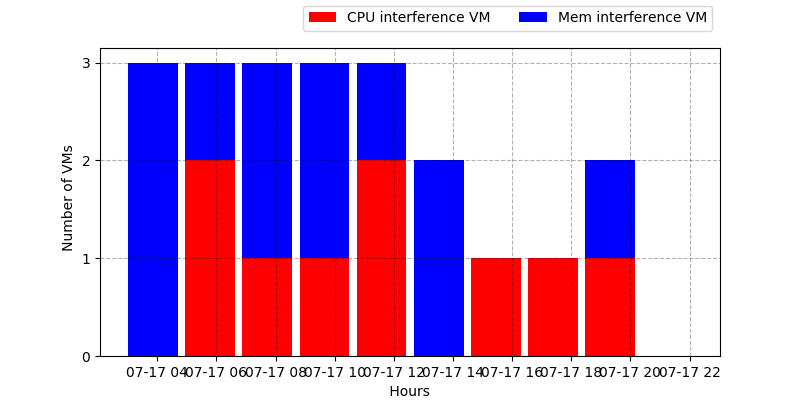 CPU interference VM Mem interference VM
3
2
1
0
Number of VMs
07-17 04 07-17 06 07-17 08 07-17 10 07-17 12 07-17 14 07-17 16 07-17 18 07-17 20 07-17 22
Hours